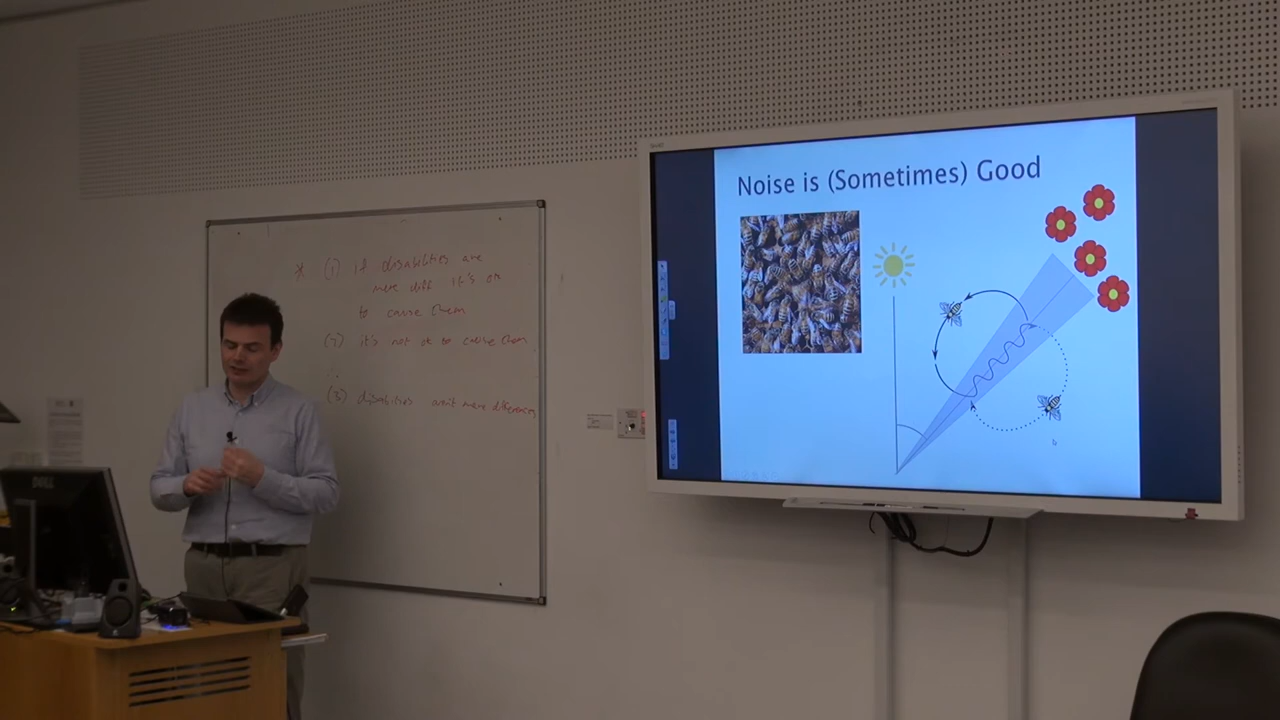 * (1) if disabilities are
mere diff it's ok
to cause them
(2) it's not ok to cause them
(3) disabilities aren't mere differences
Noise is (Sometimes) Good
DELL